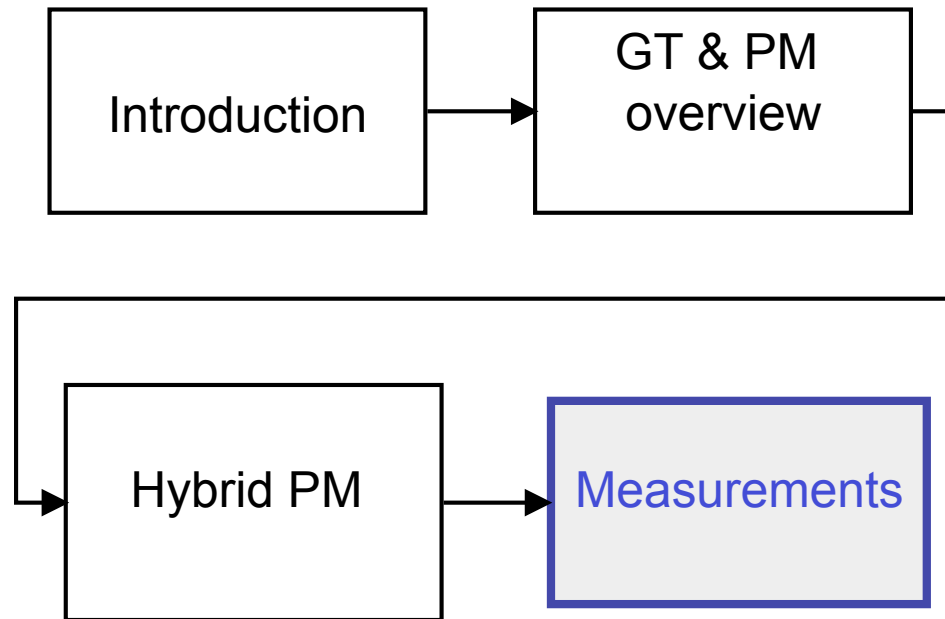 Introduction
GT & PM
overview
Hybrid PM
Measurements